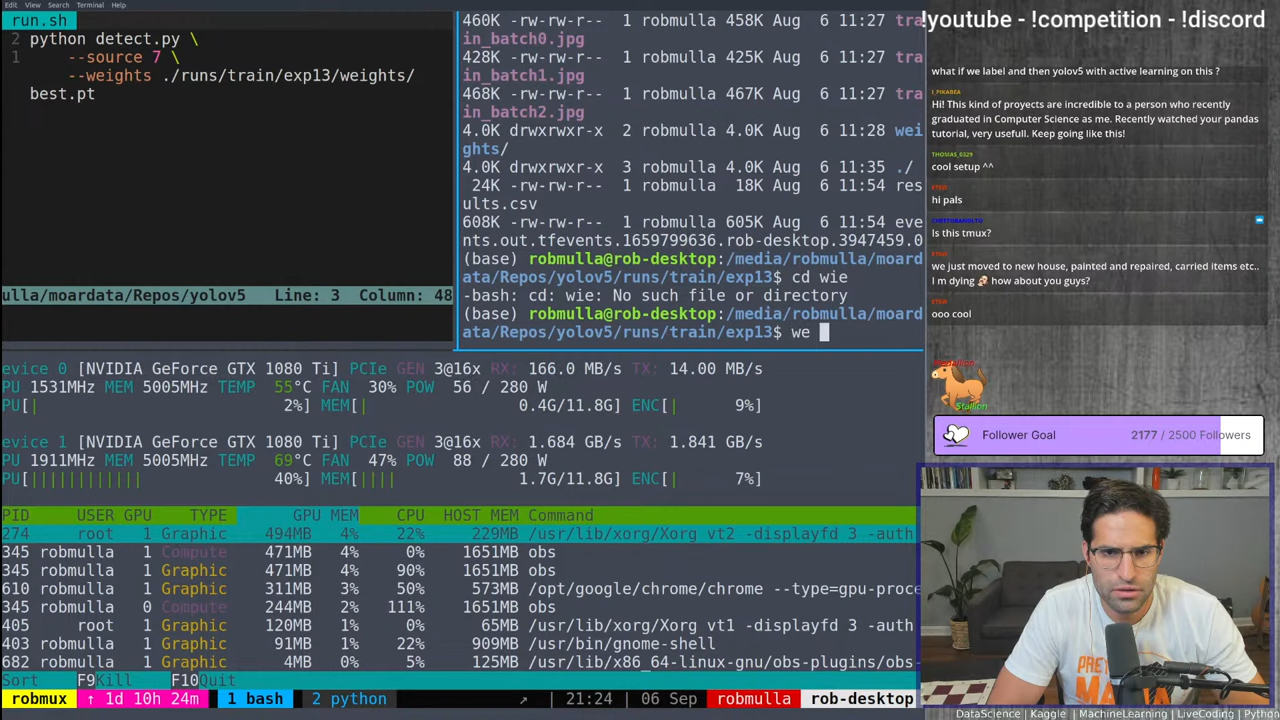 Edit View Search Terminal Help
run.sh
2 python detect.py \
1 --source 7 \
--weights ./runs/train/exp13/weights/
best.pt
ulla/moardata/Repos/yolov5 Line: 3 Column: 48
460K -rw-rw-r-- 1 robmulla 458K Aug 6 11:27 tra
in_batch0.jpg
428K -rw-rw-r-- 1 robmulla 425K Aug 6 11:27 tra
in_batch1.jpg
468K -rw-rw-r-- 1 robmulla 467K Aug 6 11:27 tra
in_batch2.jpg
4.0K drwxrwxr-x 2 robmulla 4.0K Aug 6 11:28 wei
ghts/
4.0K drwxrwxr-x 3 robmulla 4.0K Aug 6 11:35 ./
24K -rw-rw-r-- 1 robmulla 18K Aug 6 11:54 res
ults.csv
608K -rw-rw-r-- 1 robmulla 605K Aug 6 11:54 eve
nts.out.tfevents.1659799636.rob-desktop.3947459.0
(base) robmulla@rob-desktop:/media/robmulla/moard
ata/Repos/yolov5/runs/train/exp13$ cd wie
-bash: cd: wie: No such file or directory
(base) robmulla@rob-desktop:/media/robmulla/moard
ata/Repos/yolov5/runs/train/exp13$ we
evice 0 [NVIDIA GeForce GTX 1080 Ti] PCIe GEN 3@16x RX: 166.0 MB/s TX: 14.00 MB/s
PU 1531MHz MEM 5005MHz TEMP 55°C FAN 30% POW 56 / 280 W
PU[| 2%] MEM[| 0.4G/11.8G] ENC[| 9%]
evice 1 [NVIDIA GeForce GTX 1080 Ti] PCIe GEN 3@16x RX: 1.684 GB/s TX: 1.841 GB/s
PU 1911MHz MEM 5005MHz TEMP 69°C FAN 47% POW 88 / 280 W
PU[|||||||||||| 40%] MEM[|||| 1.7G/11.8G] ENC[| 7%]
PID USER GPU TYPE GPU MEM CPU HOST MEM Command
274 root 1 Graphic 494MB 4% 22% 229MB /usr/lib/xorg/Xorg vt2 -displayfd 3 -auth
345 robmulla 1 Compute 471MB 4% 0% 1651MB obs
345 robmulla 1 Graphic 471MB 4% 90% 1651MB obs
610 robmulla 1 Graphic 311MB 3% 50% 573MB /opt/google/chrome/chrome --type=gpu-proce
345 robmulla 0 Compute 244MB 2% 111% 1651MB obs
405 root 1 Graphic 120MB 1% 0% 65MB /usr/lib/xorg/Xorg vt1 -displayfd 3 -auth
403 robmulla 1 Graphic 91MB 1% 22% 909MB /usr/bin/gnome-shell
682 robmulla 1 Graphic 4MB 0% 5% 125MB /usr/lib/x86_64-linux-gnu/obs-plugins/obs-
Sort F9Kill F10Quit
robmux ↑ 1d 10h 24m 1 bash 2 python ↗ | 21:24 | 06 Sep robmulla rob-desktop
!youtube - !competition - !discord
what if we label and then yolov5 with active learning on this ?
I_PIKABEA
Hi! This kind of proyects are incredible to a person who recently
graduated in Computer Science as me. Recently watched your pandas
tutorial, very usefull. Keep going like this!
THOMAS_0329
cool setup ^^
hi pals
Is this tmux?
we just moved to new house, painted and repaired, carried items etc..
I m dying how about you guys?
ooo cool
Medallion
Stallion
Follower Goal 2177 / 2500 Followers
DataScience | Kaggle | MachineLearning | LiveCoding | Python